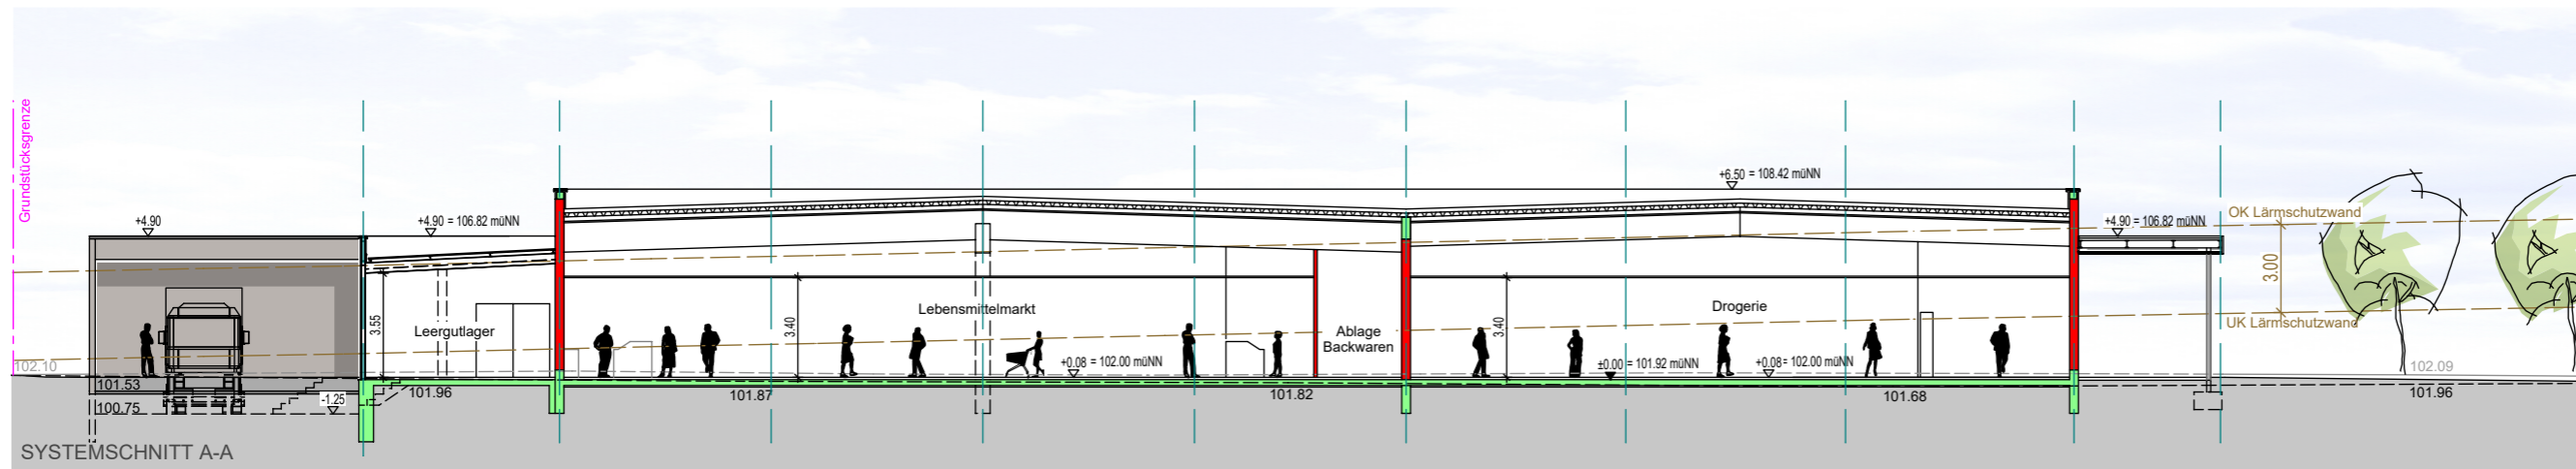 Grundstücksgrenze
+6.50 = 108.42 müNN
+4.90
+4.90 = 106.82 müNN
+4.90 = 106.82 müNN
OK Lärmschutzwand
3.00
UK Lärmschutzwand
3.55
Leergutlager
3.40
Lebensmittelmarkt
Ablage
Backwaren
3.40
Drogerie
+0.08 = 102.00 müNN
±0.00 = 101.92 müNN
+0.08 = 102.00 müNN
102.10
102.09
101.53
100.75
-1.25
101.96
101.87
101.82
101.68
101.96
SYSTEMSCHNITT A-A